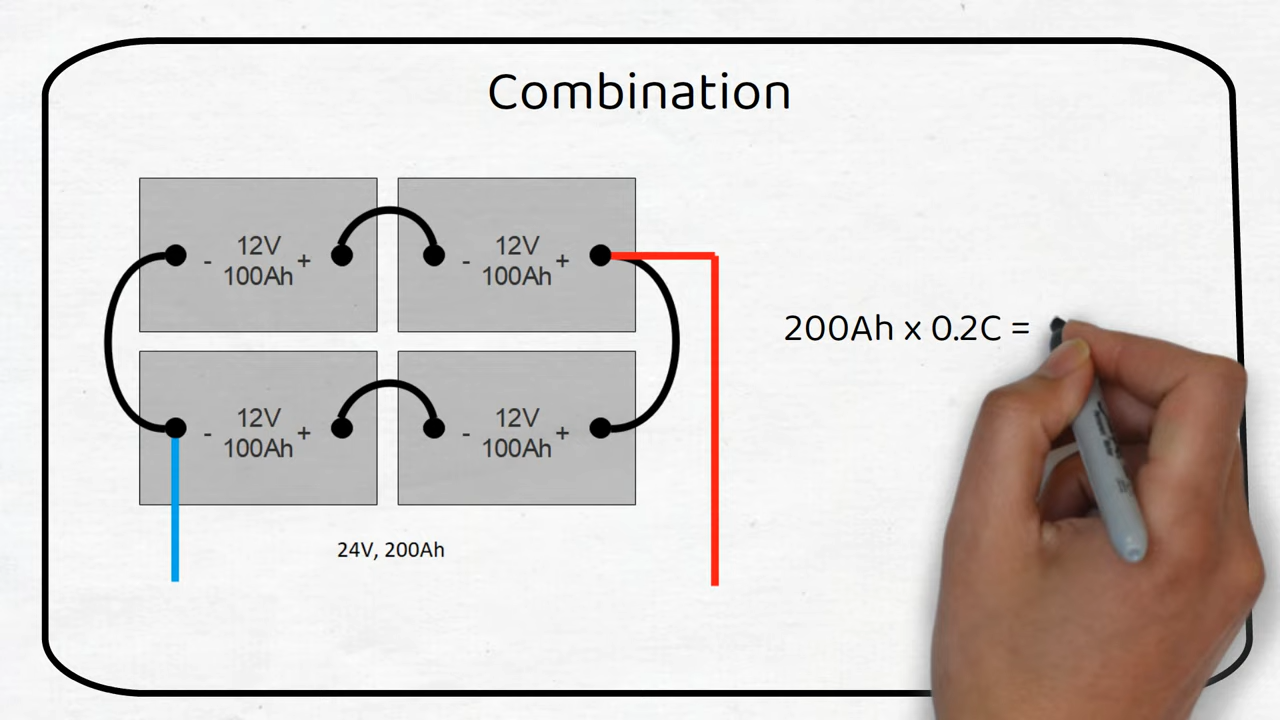 Combination
- 12V +
100Ah
- 12V +
100Ah
200Ah x 0.2C =
- 12V +
100Ah
- 12V +
100Ah
24V, 200Ah